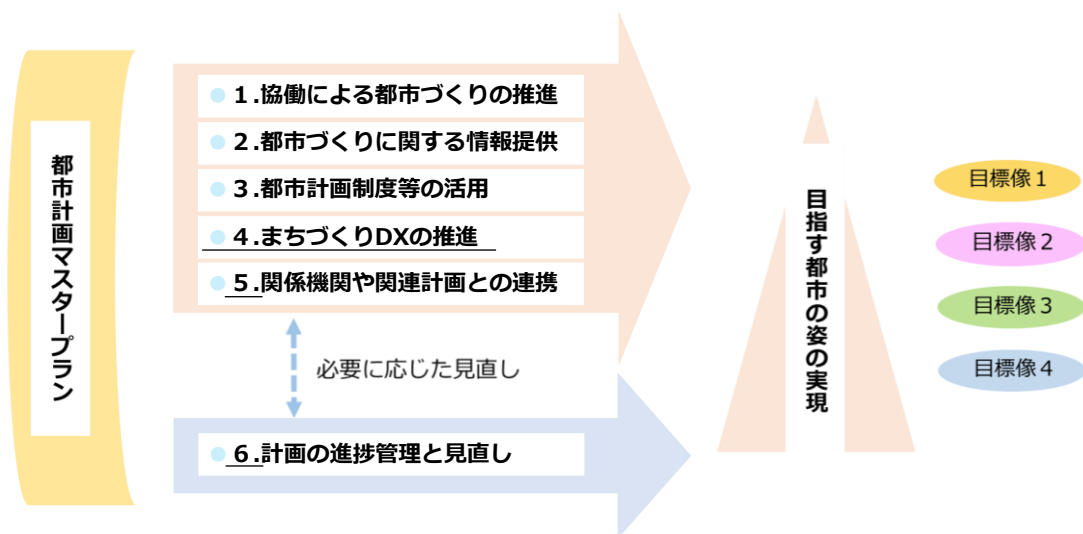 都市計画マスタープラン
１.協働による都市づくりの推進
２.都市づくりに関する情報提供
３.都市計画制度等の活用
４.まちづくりDXの推進
５.関係機関や関連計画との連携
必要に応じた見直し
６.計画の進捗管理と見直し
目指す都市の姿の実現
目標像１
目標像２
目標像３
目標像４